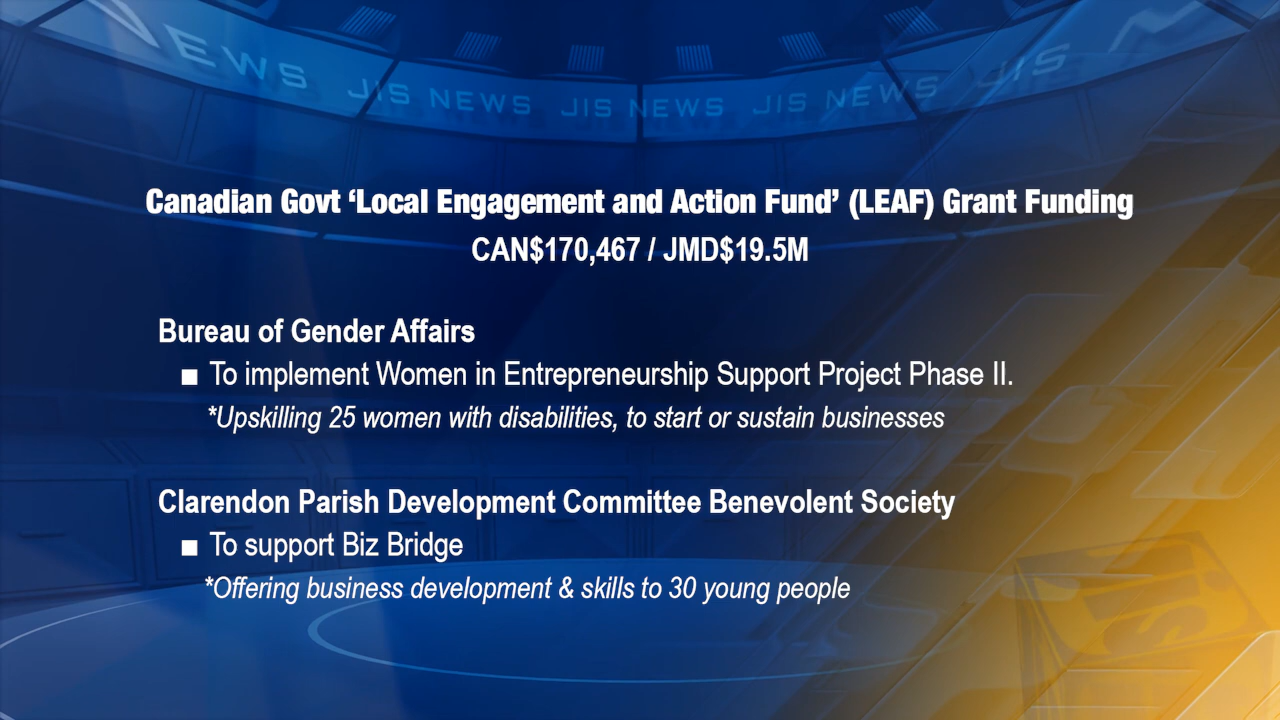 EWS JIS NEWS JIS NEWS JIS NEWS JIS
Canadian Govt ‘Local Engagement and Action Fund’ (LEAF) Grant Funding
CAN$170,467 / JMD$19.5M
Bureau of Gender Affairs
■ To implement Women in Entrepreneurship Support Project Phase II.
*Upskilling 25 women with disabilities, to start or sustain businesses
Clarendon Parish Development Committee Benevolent Society
■ To support Biz Bridge
*Offering business development & skills to 30 young people
jis